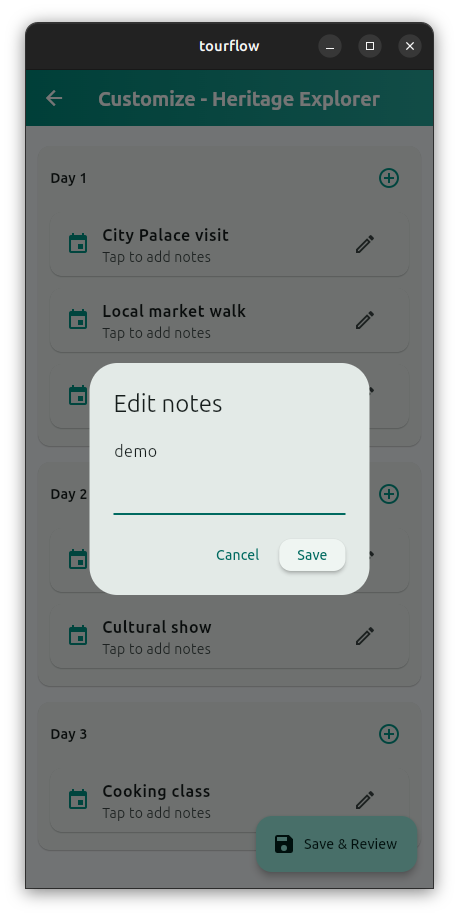 tourflow
Customize - Heritage Explorer
Day 1
City Palace visit
Tap to add notes
Local market walk
Tap to add notes
Edit notes
demo
Day 2
Cancel
Save
Cultural show
Tap to add notes
Day 3
Cooking class
Tap to add notes
Save & Review